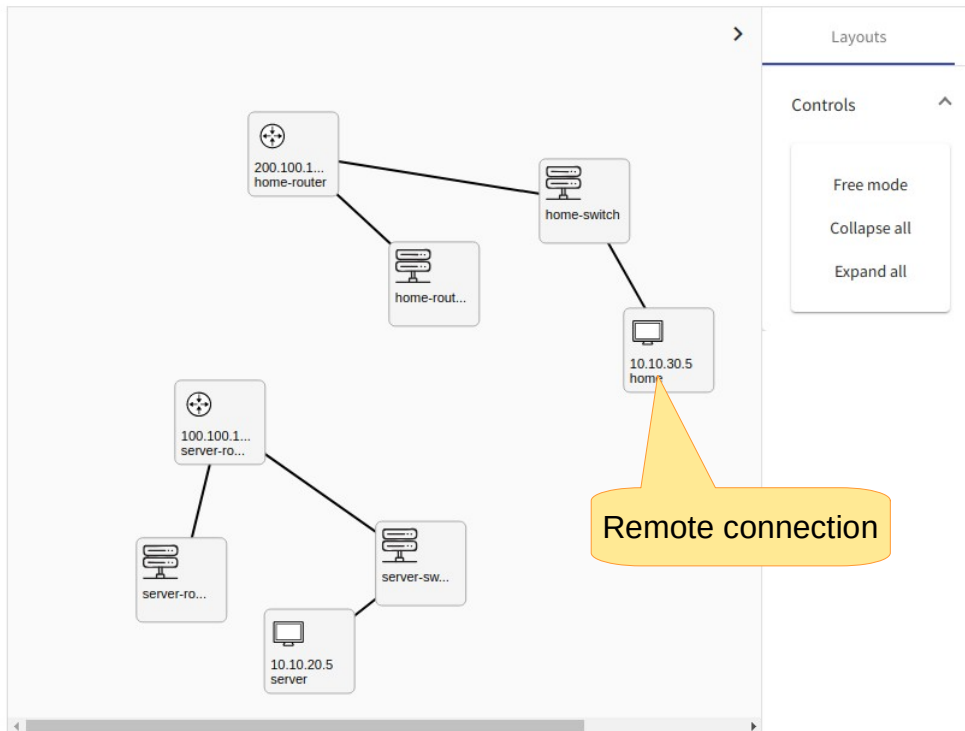 Layouts
Controls
Free mode
Collapse all
Expand all
200.100.1...
home-router
home-switch
home-rout...
10.10.30.5
home
100.100.1...
server-ro...
Remote connection
server-sw...
server-ro...
10.10.20.5
server